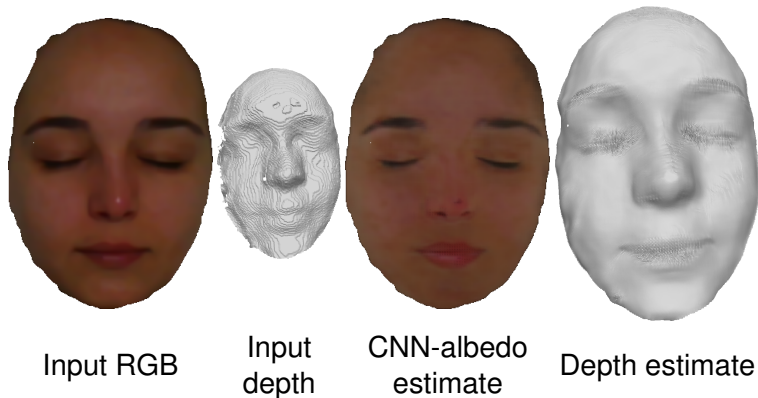 Input RGB
Input
depth
CNN-albedo
estimate
Depth estimate